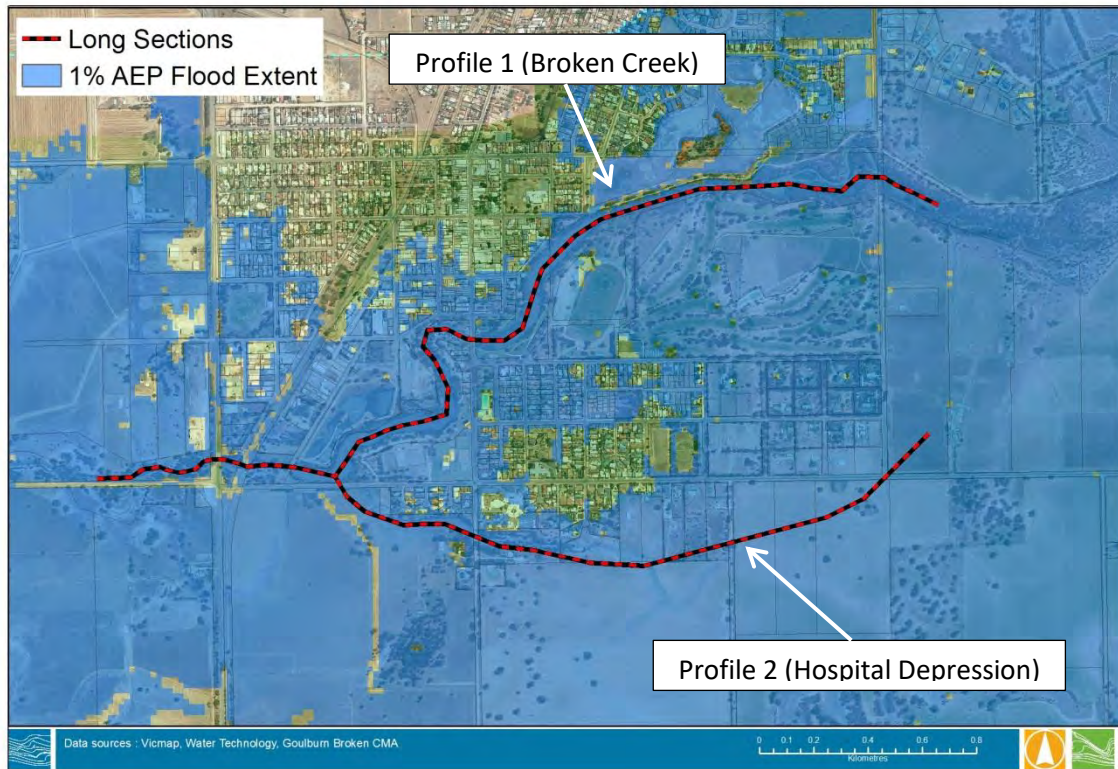 Long Sections
1% AEP Flood Extent
Profile 1 (Broken Creek)
Profile 2 (Hospital Depression)
Data sources : Vicmap, Water Technology, Goulburn Broken CMA
0 0.1 0.2 0.4 0.6 0.8
Kilometres